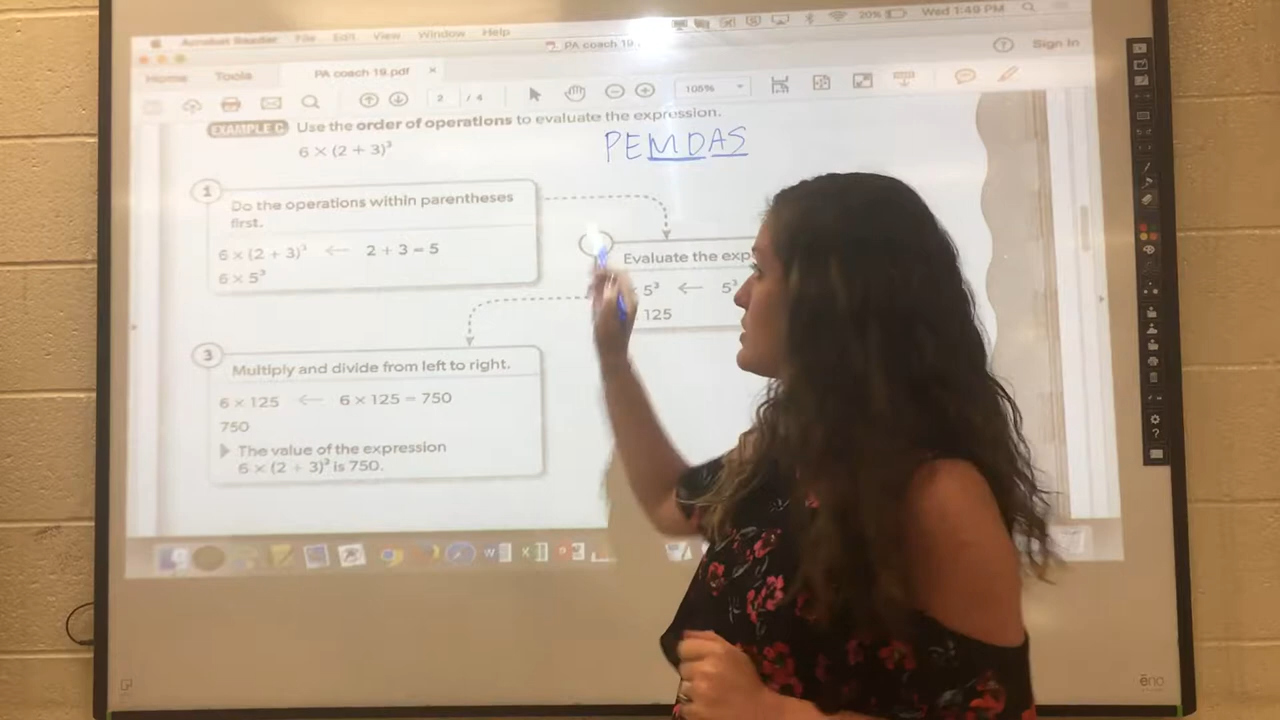 Acrobat Reader File Edit View Window Help 20% Wed 1:49 PM
PA coach 19
Home Tools PA coach 19.pdf × ? Sign In
2 / 4 105%
EXAMPLE C Use the order of operations to evaluate the expression.
6 × (2 + 3)³
PEMDAS
1 Do the operations within parentheses
first.
6 × (2 + 3)³ ← 2 + 3 = 5
6 × 5³
Evaluate the exp
5³ ← 5³
125
3 Multiply and divide from left to right.
6 × 125 ← 6 × 125 = 750
750
▶ The value of the expression
6 × (2 + 3)³ is 750.
?
W X P
ēno